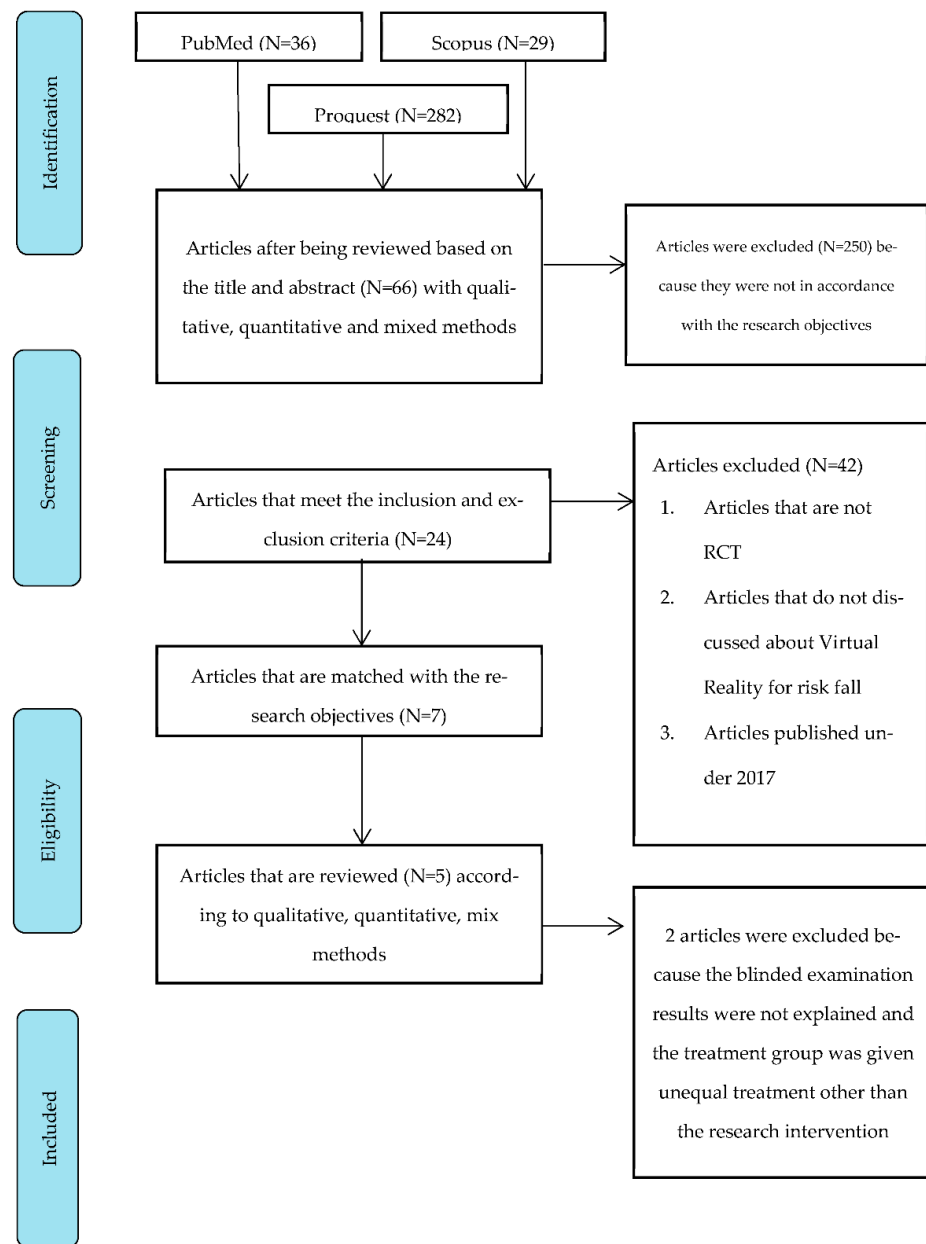 PubMed (N=36)
Scopus (N=29)
Proquest (N=282)
Identification
Articles after being reviewed based on
the title and abstract (N=66) with quali-
tative, quantitative and mixed methods
Articles were excluded (N=250) be-
cause they were not in accordance
with the research objectives
Screening
Articles that meet the inclusion and ex-
clusion criteria (N=24)
Articles excluded (N=42)
1. Articles that are not
RCT
2. Articles that do not dis-
cussed about Virtual
Reality for risk fall
3. Articles published un-
der 2017
Articles that are matched with the re-
search objectives (N=7)
Eligibility
Articles that are reviewed (N=5) accord-
ing to qualitative, quantitative, mix
methods
2 articles were excluded be-
cause the blinded examination
results were not explained and
the treatment group was given
unequal treatment other than
the research intervention
Included